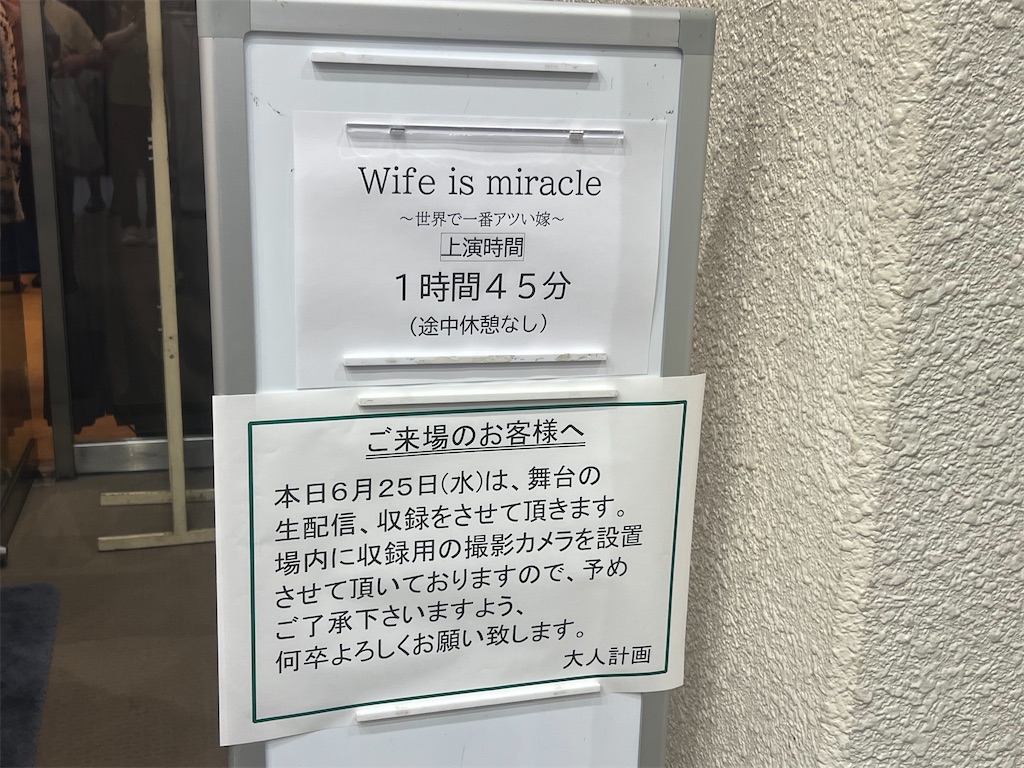 Wife is miracle
～世界で一番アツい嫁～
上演時間
１時間４５分
(途中休憩なし)
ご来場のお客様へ
本日６月２５日(水)は、舞台の
生配信、収録をさせて頂きます。
場内に収録用の撮影カメラを設置
させて頂いておりますので、予め
ご了承下さいますよう、
何卒よろしくお願い致します。
大人計画